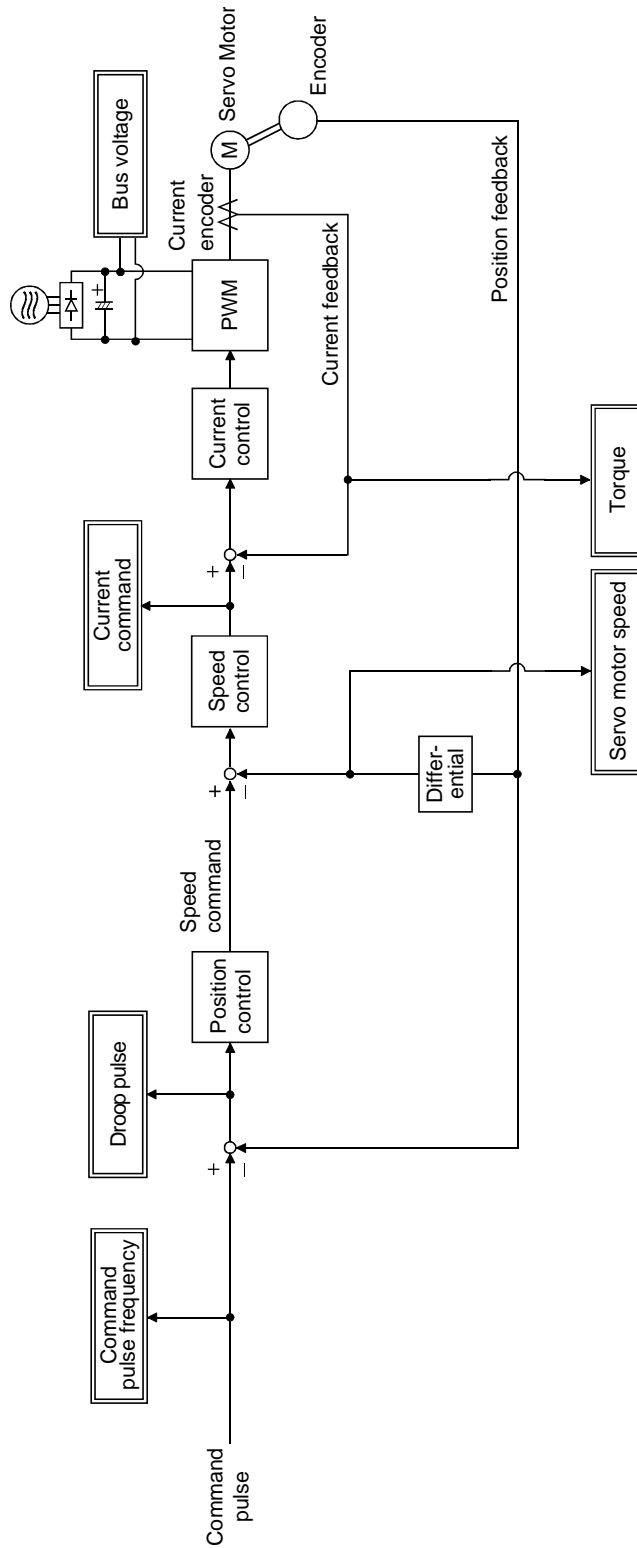 Command
pulse
Command
pulse frequency
+
−
Droop pulse
Position
control
Speed
command
+
−
Differ-
ential
Speed control
Current
command
+
−
Current
control
PWM
+
Bus voltage
Current
encoder
M
Servo Motor
Encoder
Current feedback
Position feedback
Servo motor speed
Torque